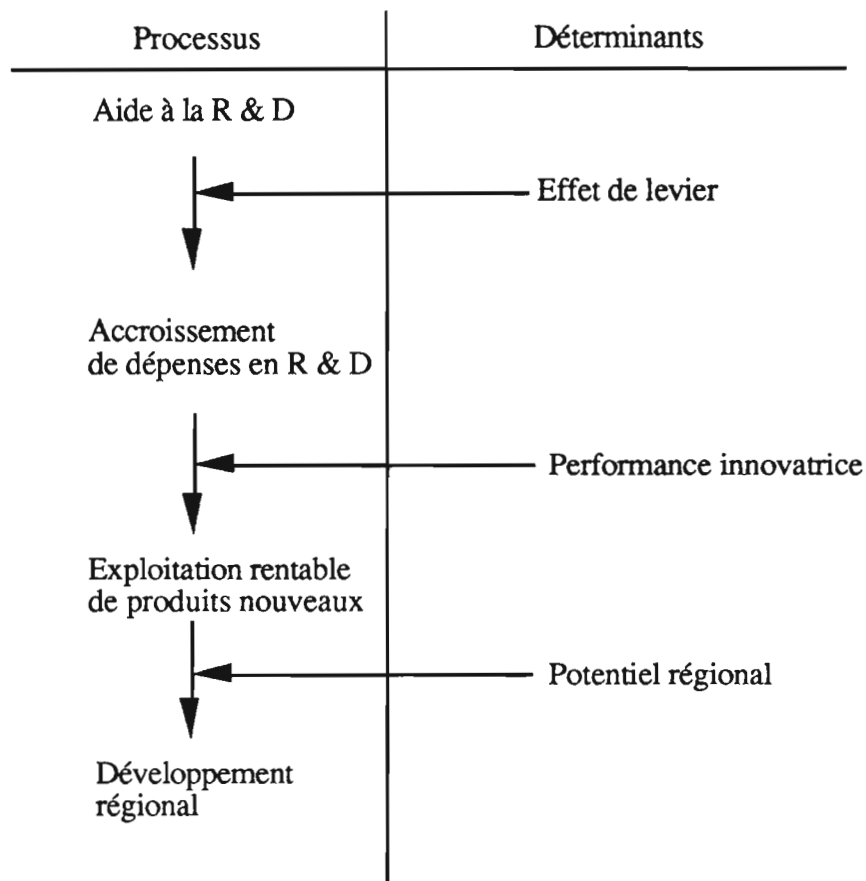 Processus
Déterminants
Aide à la R & D
Effet de levier
Accroissement
de dépenses en R & D
Performance innovatrice
Exploitation rentable
de produits nouveaux
Potentiel régional
Développement
régional